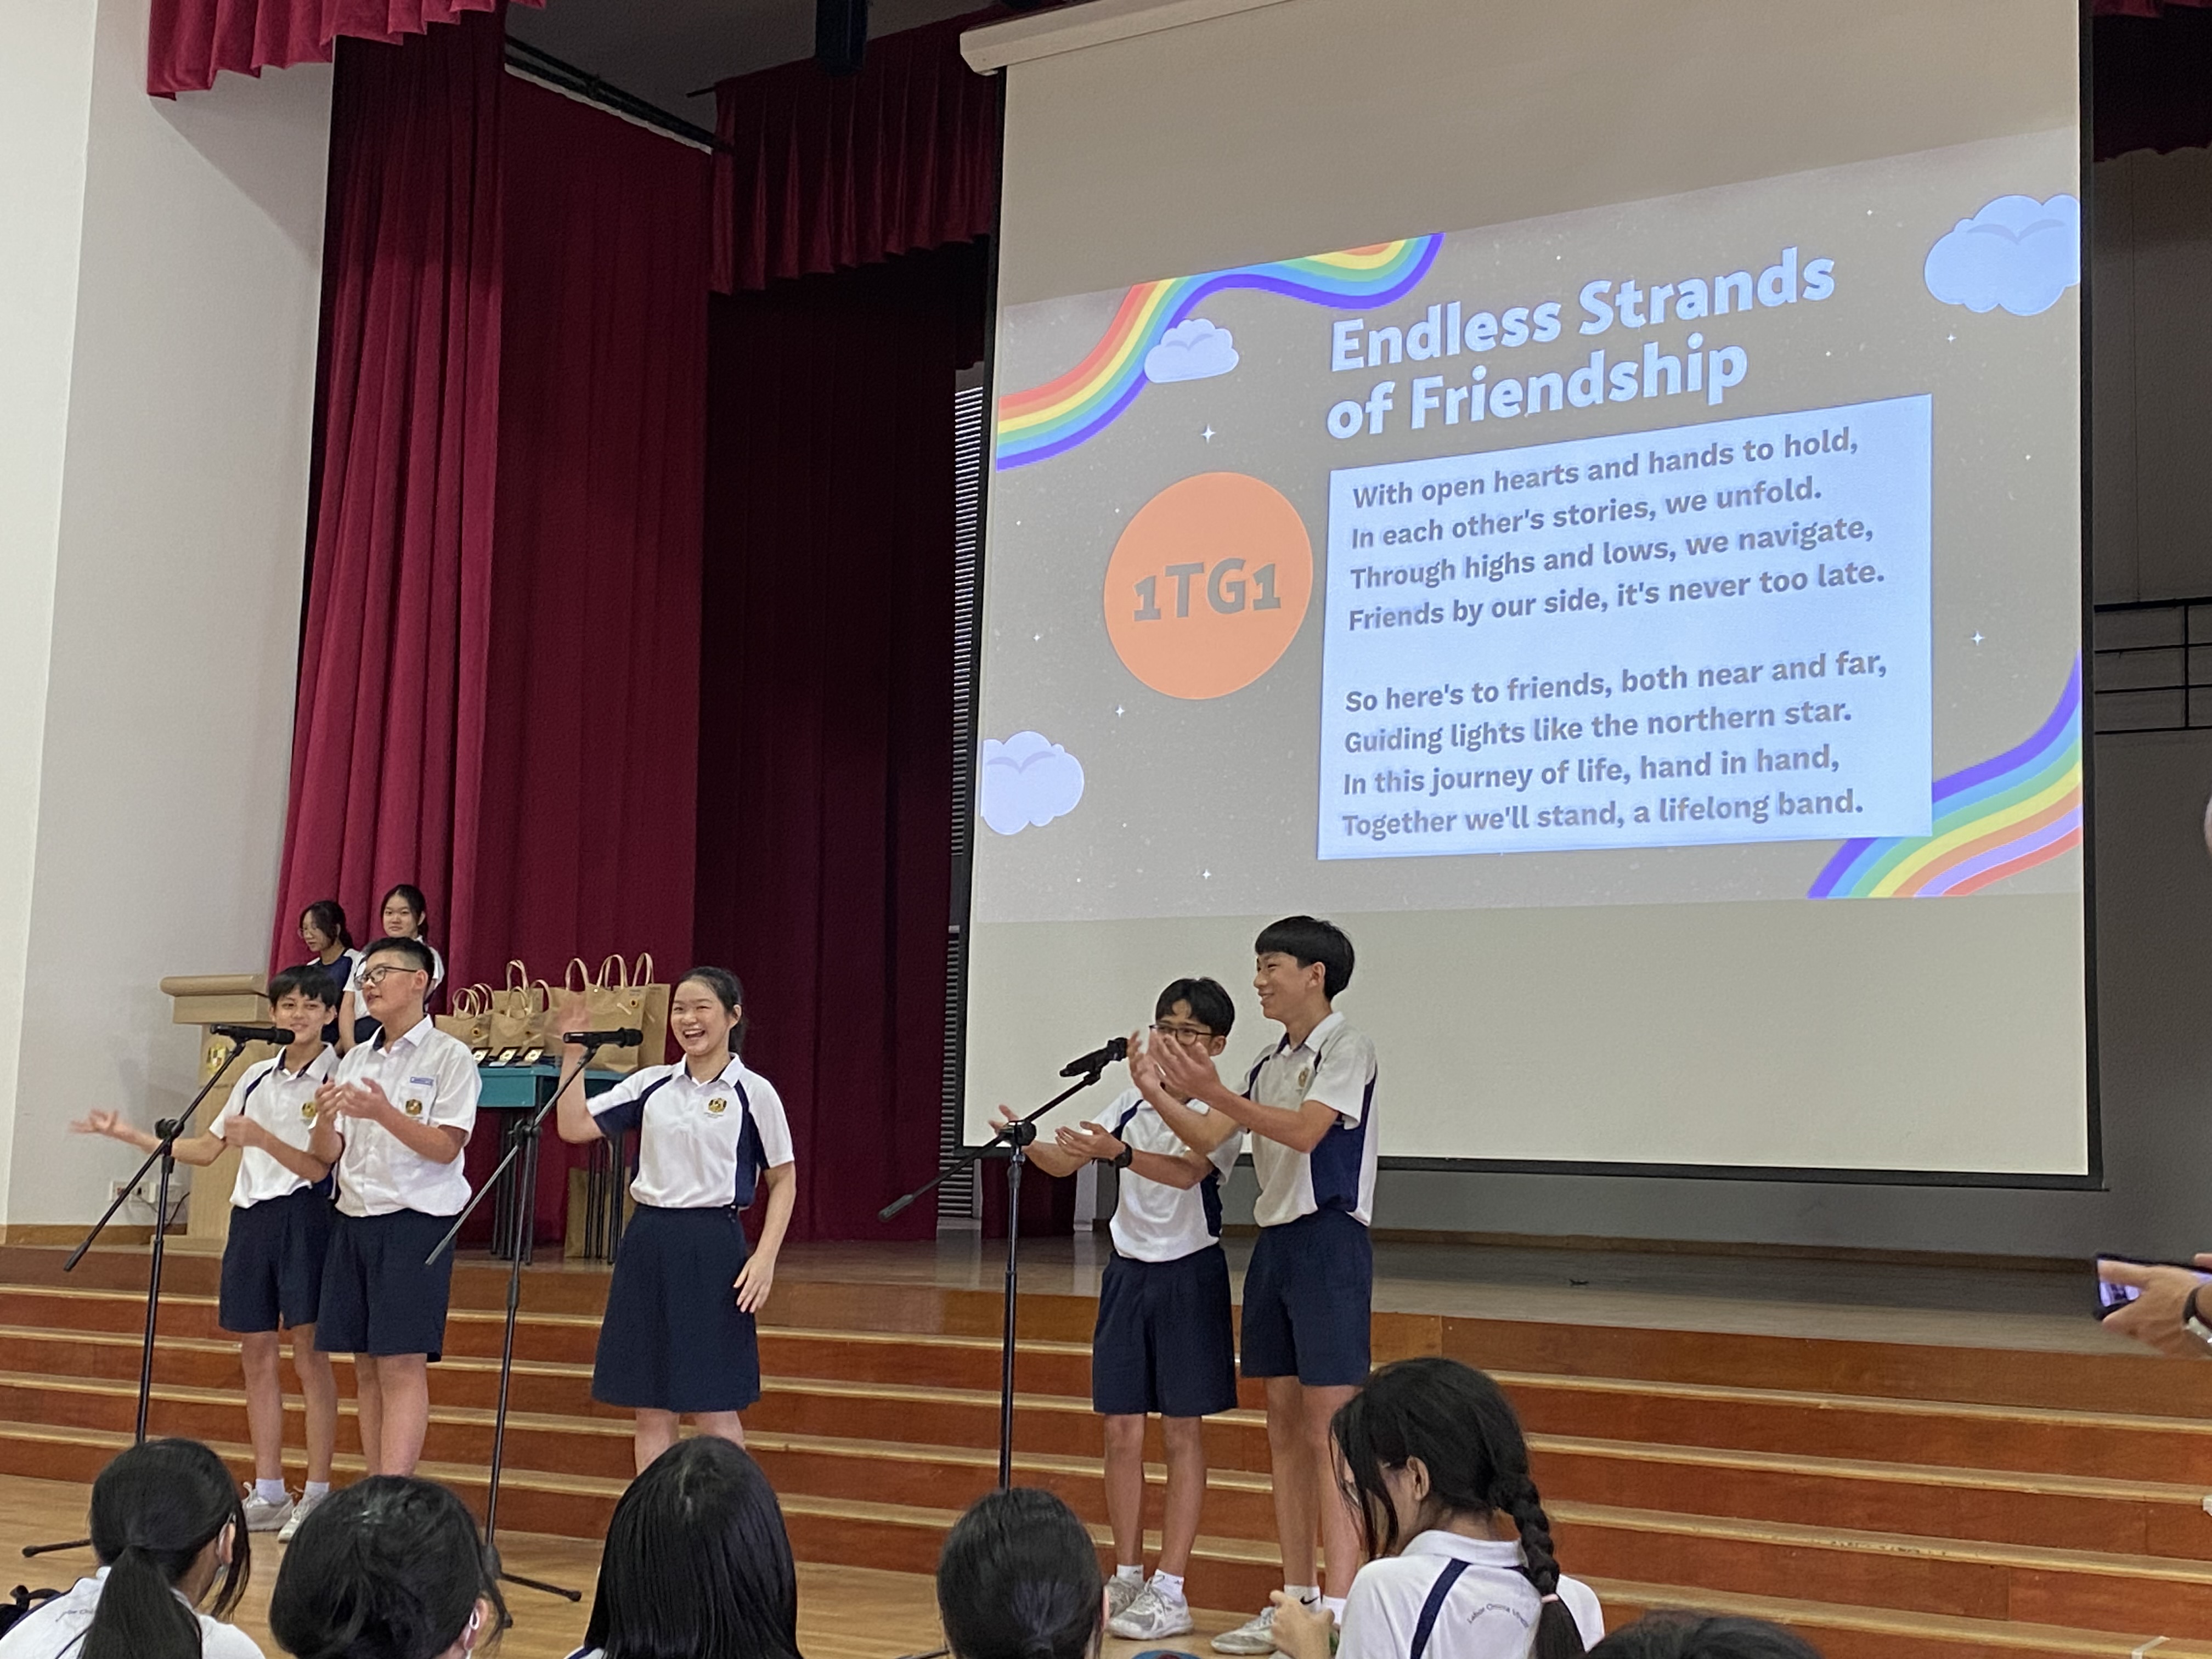 Endless Strands
of Friendship
1TG1
With open hearts and hands to hold,
In each other's stories, we unfold.
Through highs and lows, we navigate,
Friends by our side, it's never too late.
So here's to friends, both near and far,
Guiding lights like the northern star.
In this journey of life, hand in hand,
Together we'll stand, a lifelong band.